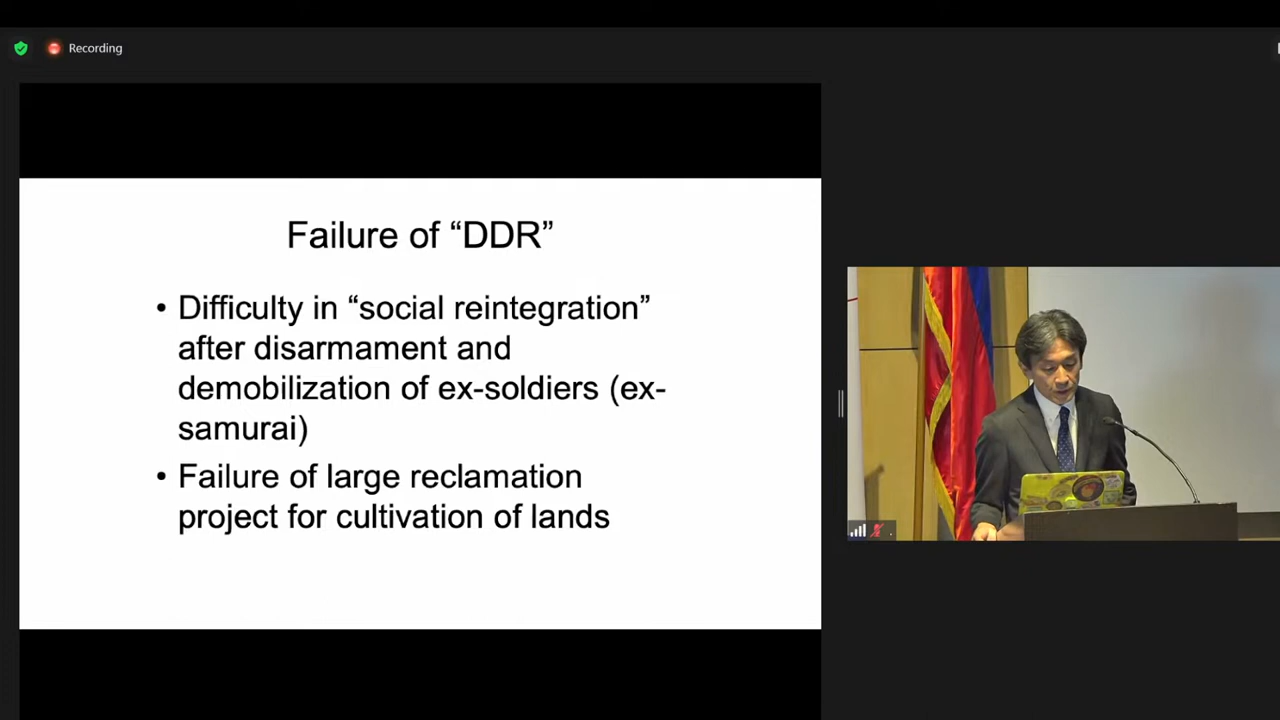 Recording
Failure of “DDR”
• Difficulty in “social reintegration”
after disarmament and
demobilization of ex-soldiers (ex-
samurai)
• Failure of large reclamation
project for cultivation of lands